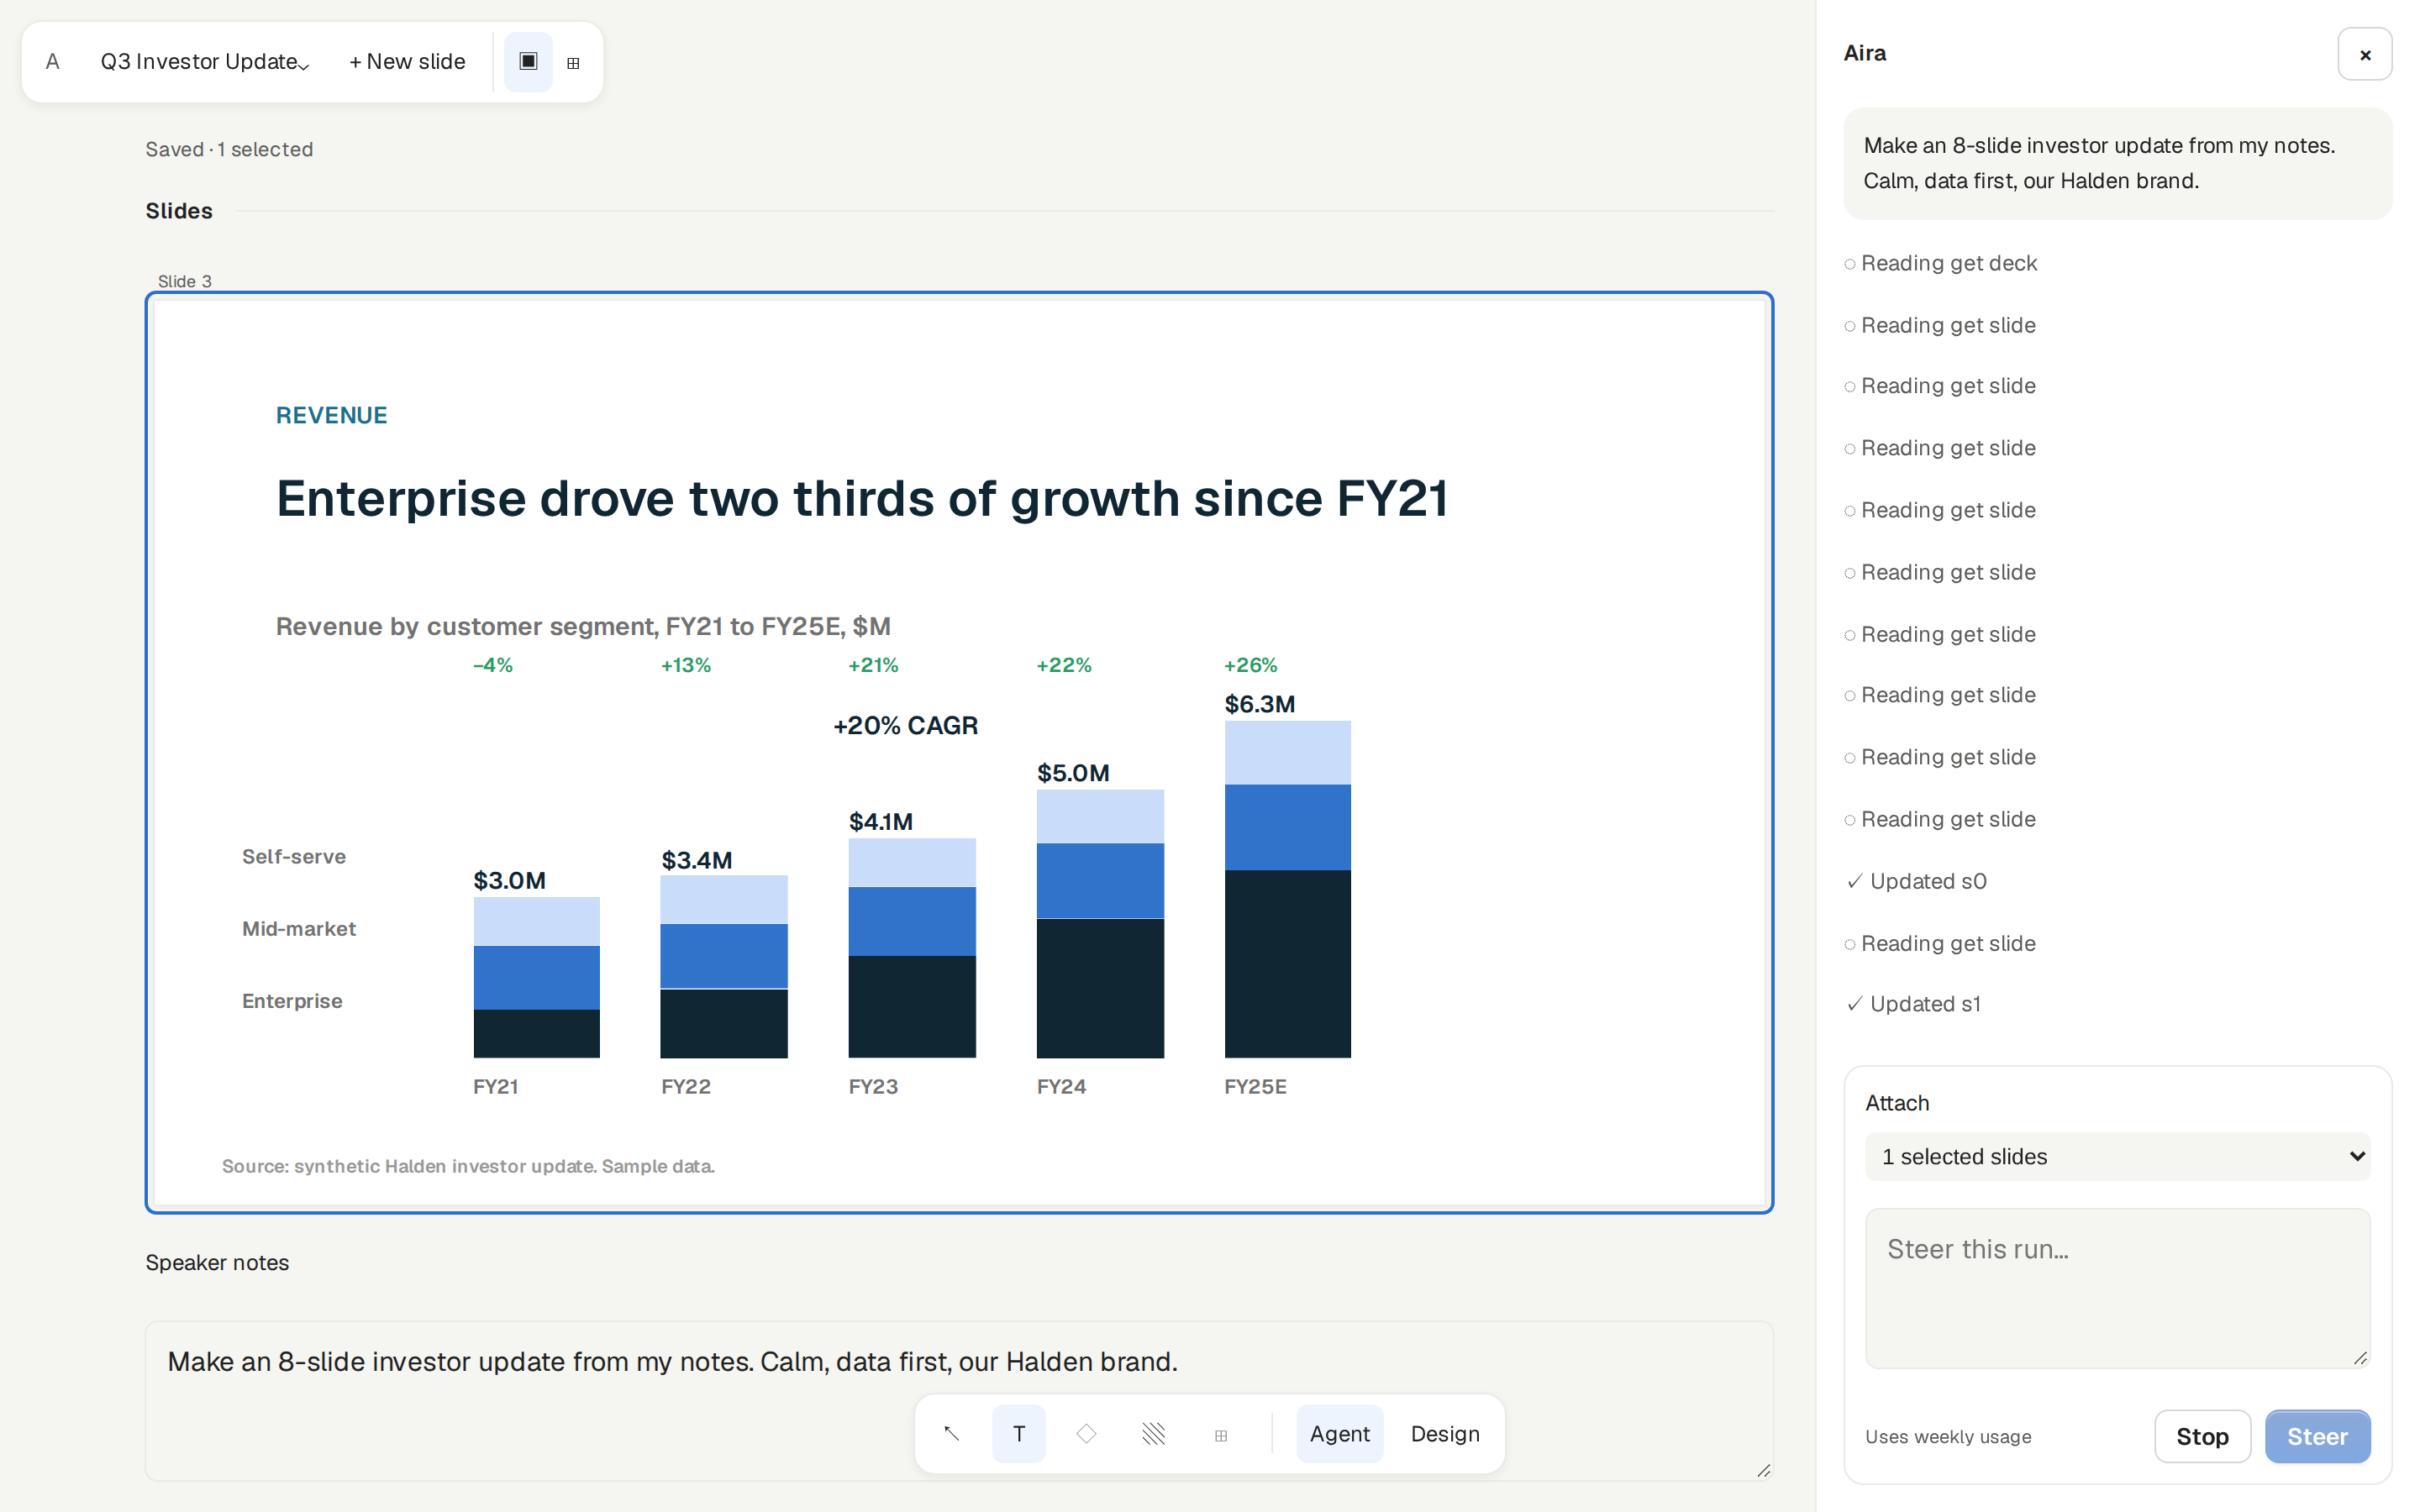 A
Q3 Investor Update
+ New slide
Saved · 1 selected
Slides
Slide 3
REVENUE
Enterprise drove two thirds of growth since FY21
Revenue by customer segment, FY21 to FY25E, $M
–4%
+13%
+21%
+22%
+26%
+20% CAGR
$3.0M
$3.4M
$4.1M
$5.0M
$6.3M
Self-serve
Mid-market
Enterprise
FY21
FY22
FY23
FY24
FY25E
Source: synthetic Halden investor update. Sample data.
Speaker notes
Make an 8-slide investor update from my notes. Calm, data first, our Halden brand.
T
Agent
Design
Aira
×
Make an 8-slide investor update from my notes.
Calm, data first, our Halden brand.
Reading get deck
Reading get slide
Reading get slide
Reading get slide
Reading get slide
Reading get slide
Reading get slide
Reading get slide
Reading get slide
Reading get slide
✓ Updated s0
Reading get slide
✓ Updated s1
Attach
1 selected slides
Steer this run...
Uses weekly usage
Stop
Steer